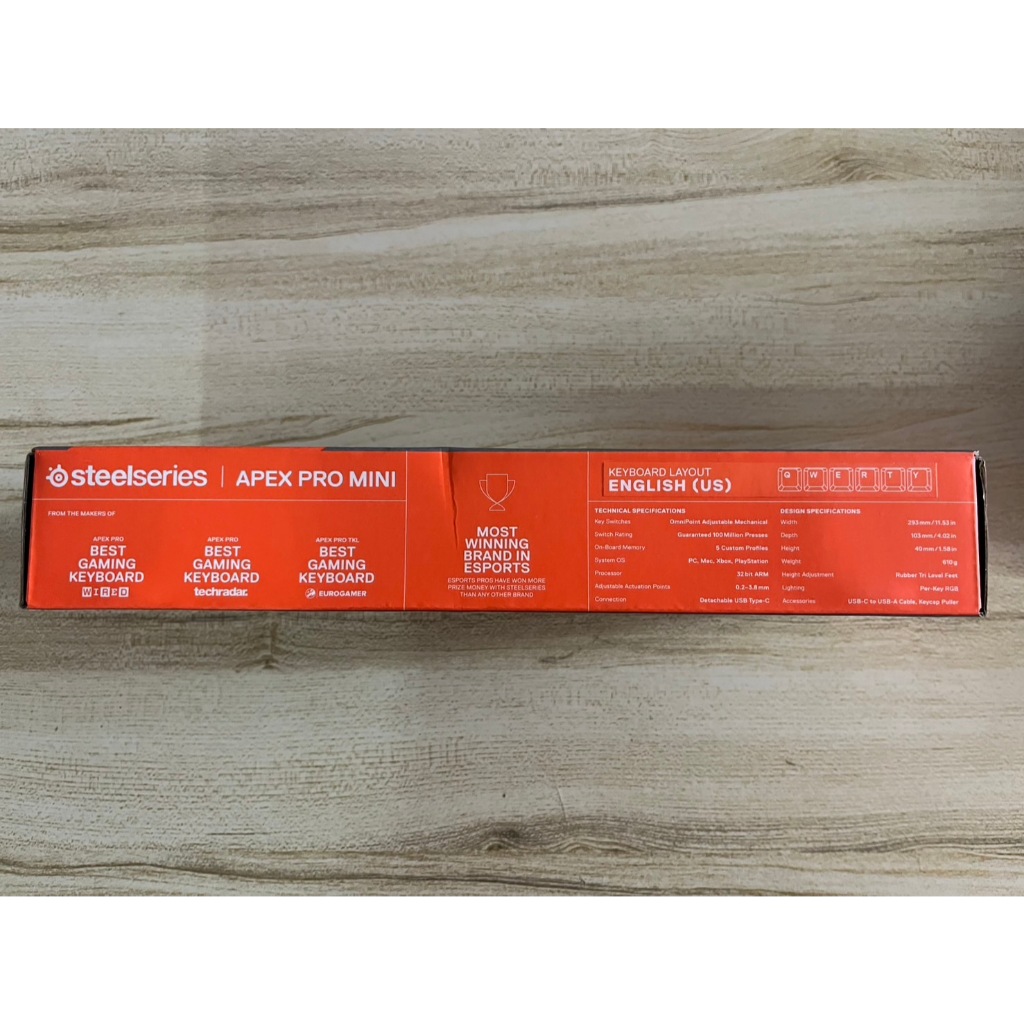 steelseries | APEX PRO MINI
FROM THE MAKERS OF
APEX PRO
BEST
GAMING
KEYBOARD
WIRED
APEX PRO
BEST
GAMING
KEYBOARD
techradar.
APEX PRO TKL
BEST
GAMING
KEYBOARD
EUROGAMER
MOST
WINNING
BRAND IN
ESPORTS
ESPORTS PROS HAVE WON MORE
PRIZE MONEY WITH STEELSERIES
THAN ANY OTHER BRAND
KEYBOARD LAYOUT
ENGLISH (US)
Q W E R T Y
TECHNICAL SPECIFICATIONS
Key Switches OmniPoint Adjustable Mechanical
Switch Rating Guaranteed 100 Million Presses
On-Board Memory 5 Custom Profiles
System OS PC, Mac, Xbox, PlayStation
Processor 32 bit ARM
Adjustable Actuation Points 0.2-3.8 mm
Connection Detachable USB Type-C
DESIGN SPECIFICATIONS
Width 293 mm / 11.53 in
Depth 103 mm / 4.02 in
Height 40 mm / 1.58 in
Weight 610 g
Height Adjustment Rubber Tri Level Feet
Lighting Per-Key RGB
Accessories USB-C to USB-A Cable, Keycap Puller